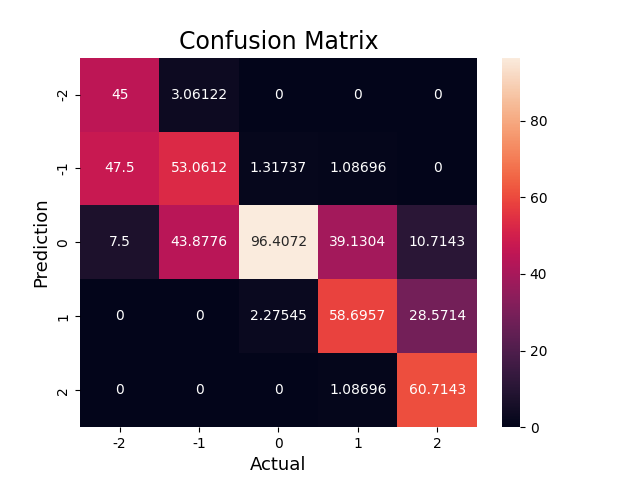 Confusion Matrix
-2 45 3.06122 0 0 0
-1 47.5 53.0612 1.31737 1.08696 0
0 7.5 43.8776 96.4072 39.1304 10.7143
1 0 0 2.27545 58.6957 28.5714
2 0 0 0 1.08696 60.7143
-2 -1 0 1 2
Prediction
Actual
80
60
40
20
0